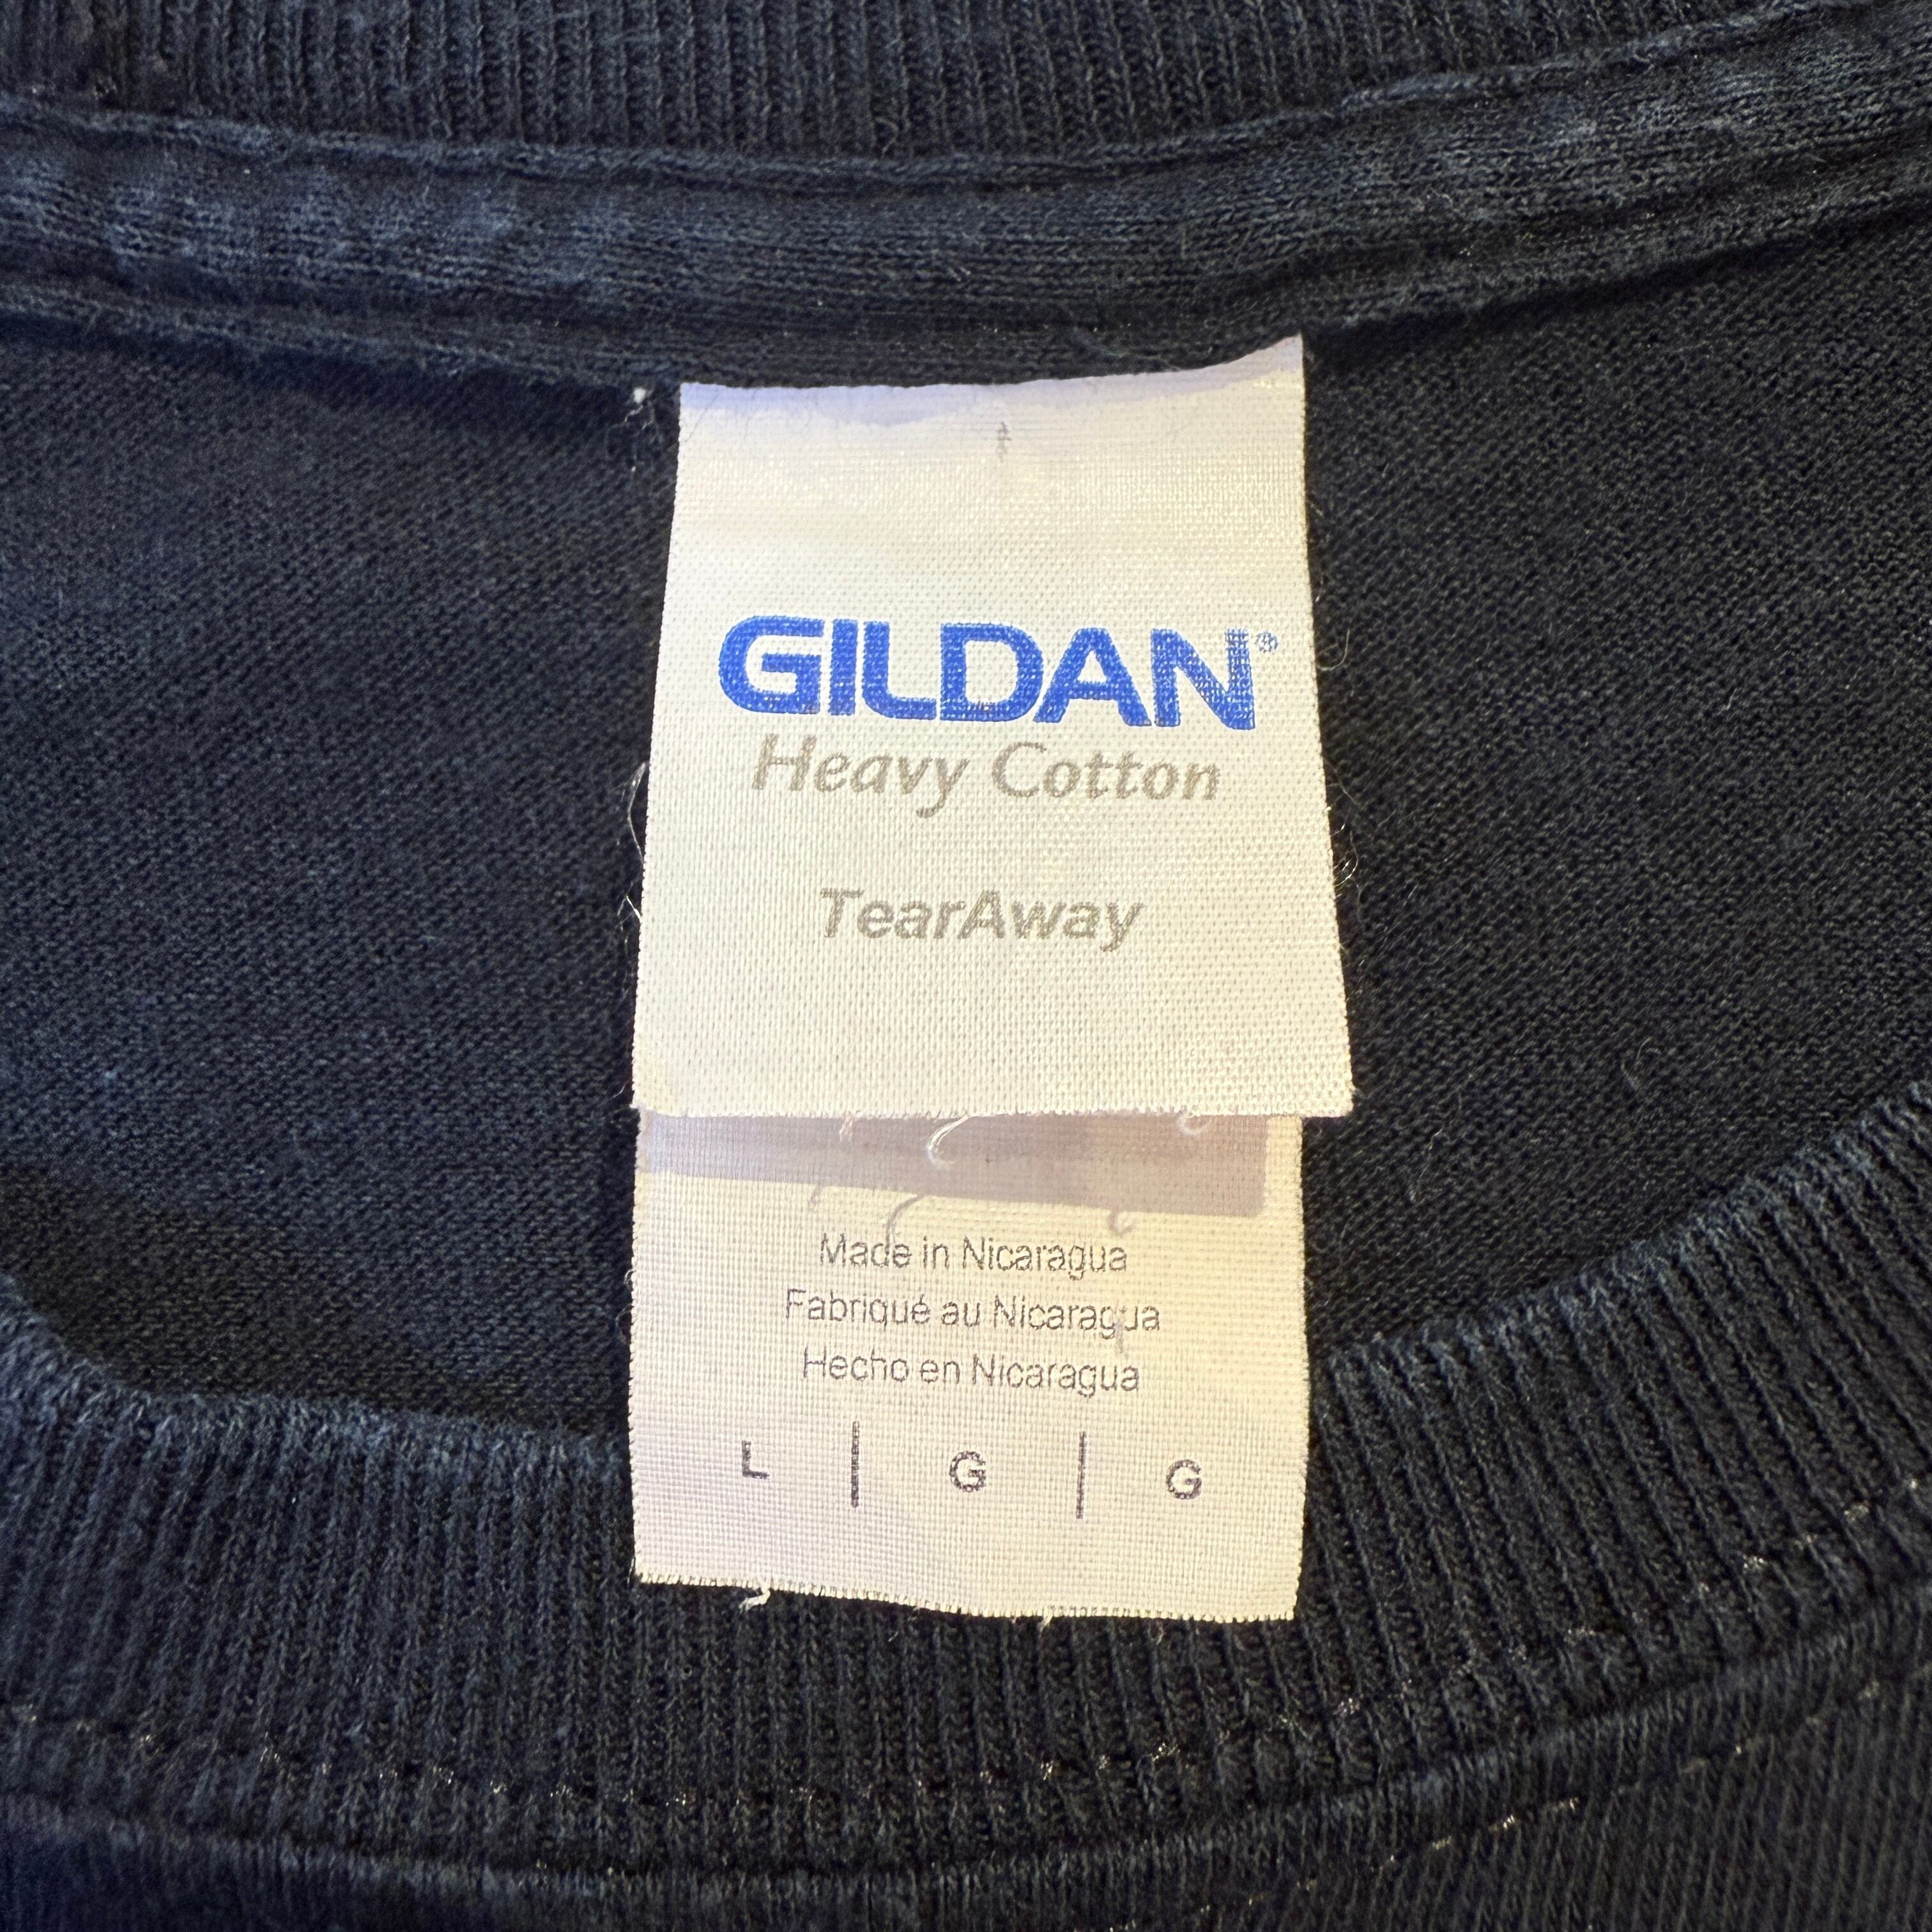 GILDAN®
Heavy Cotton
TearAway
Made in Nicaragua
Fabriqué au Nicaragua
Hecho en Nicaragua
L | G | G